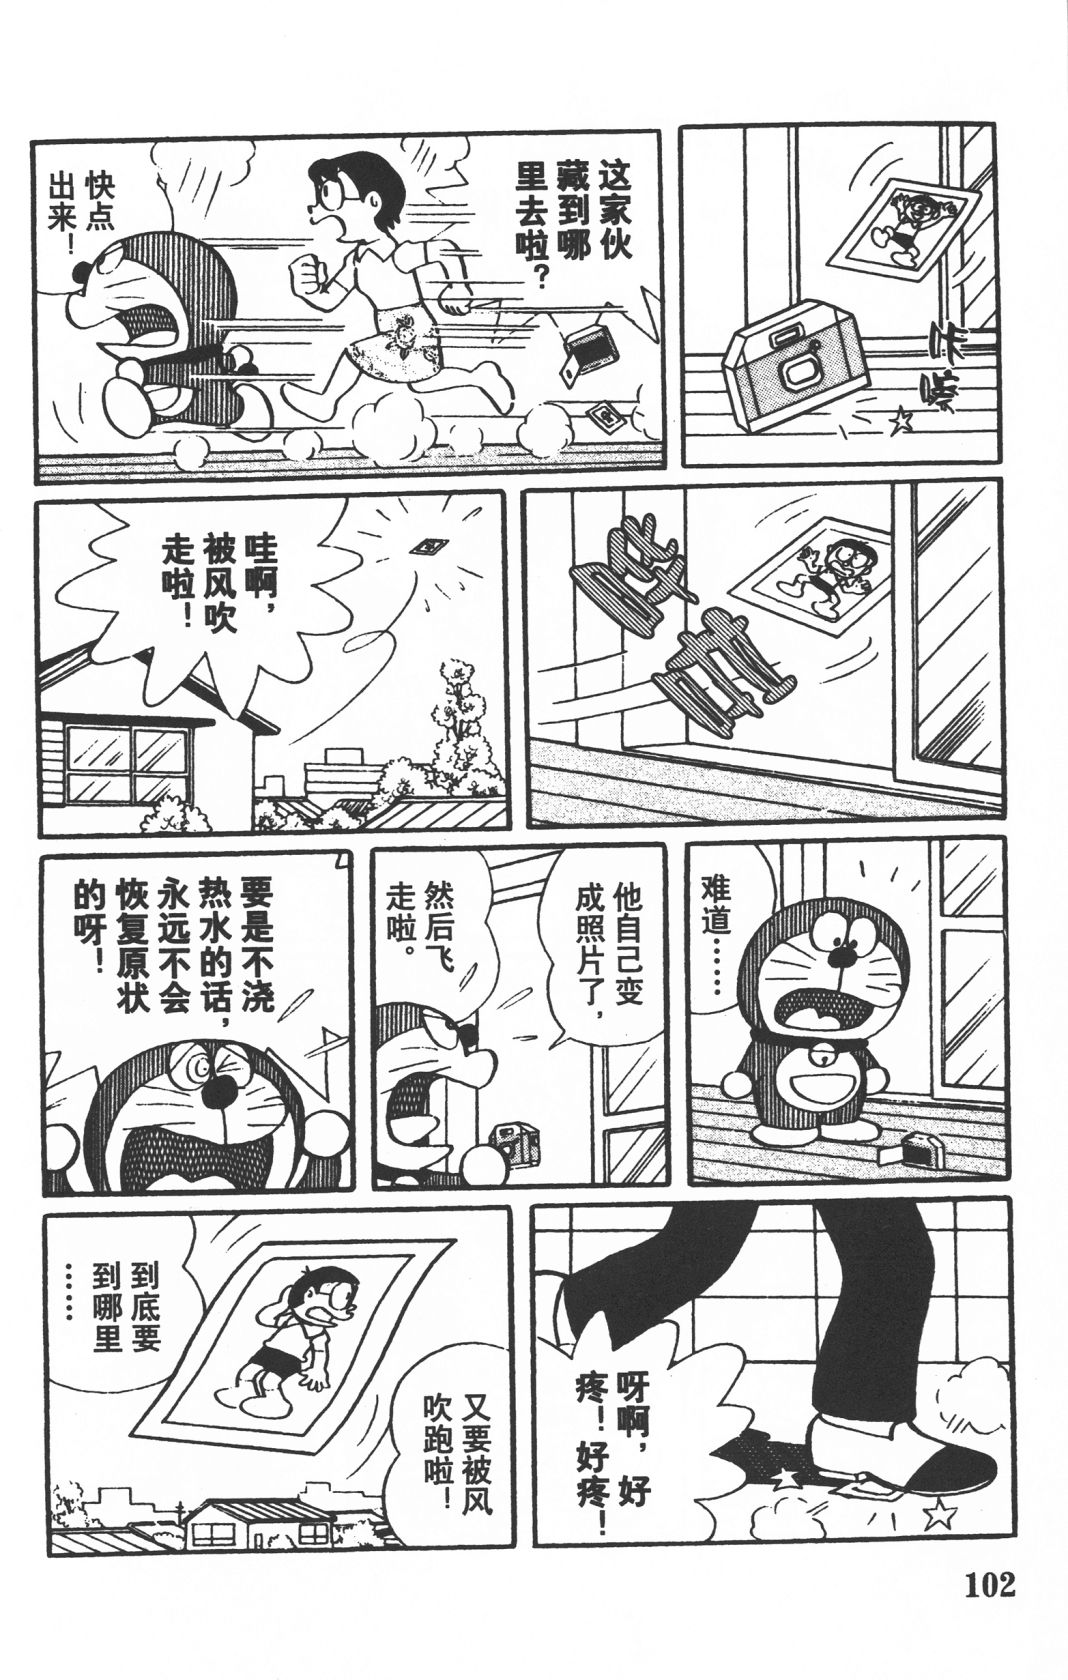 咔
嚓
这家伙
藏到哪
里去啦?
快点
出来!
哇啊,
被风吹
走啦!
难道……
他自己变
成照片了,
然后飞
走啦。
要是不浇
热水的话,
永远不会
恢复原状
的呀!
呀啊,好
疼!好疼!
又要被风
吹跑啦!
到底要
到哪里
……
102